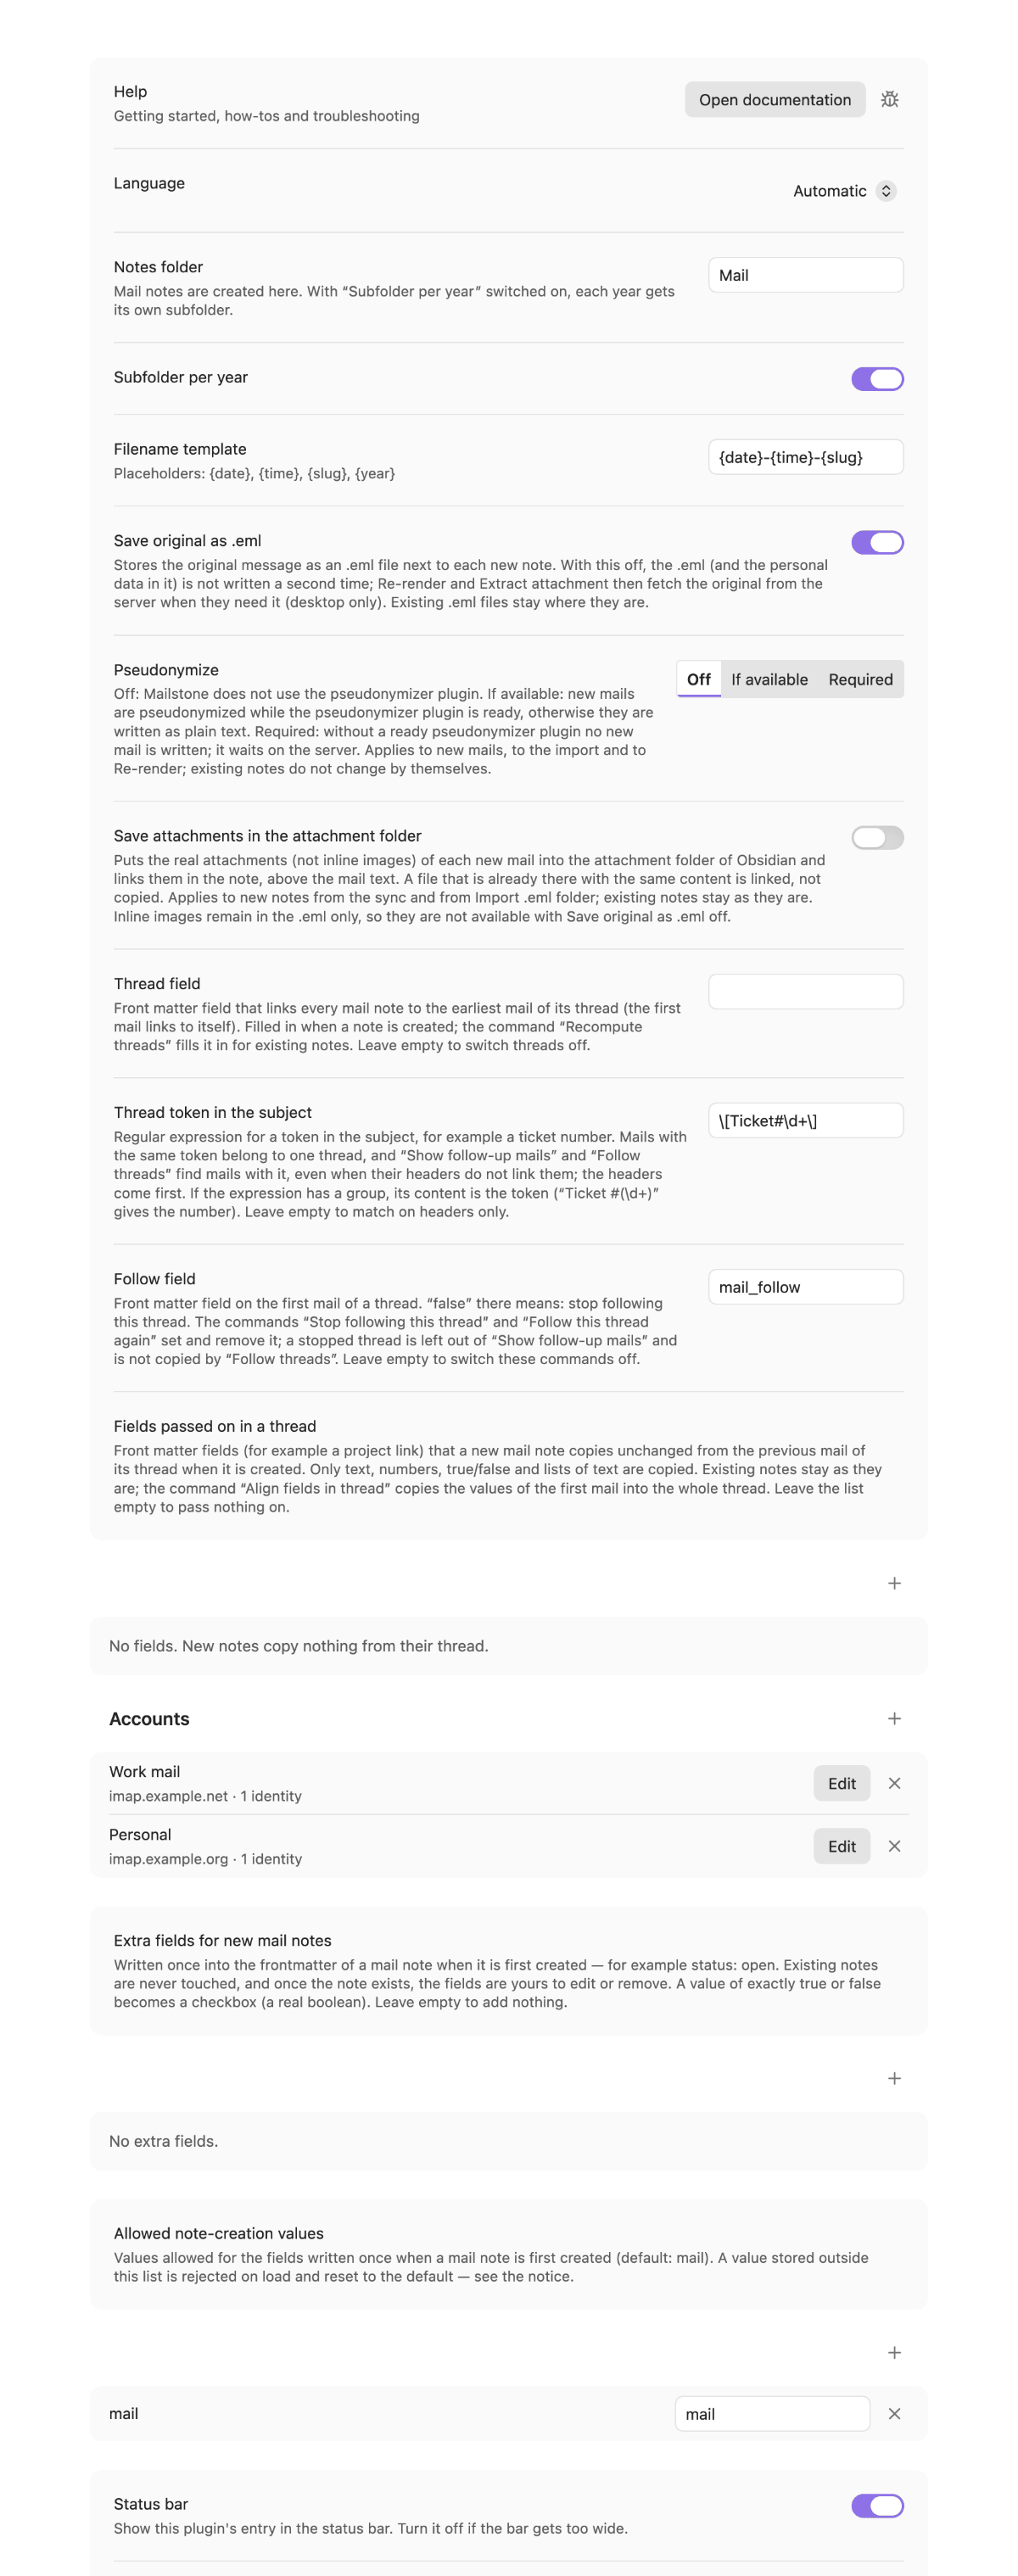 Help
Getting started, how-tos and troubleshooting
Open documentation
Language
Automatic
Notes folder
Mail notes are created here. With “Subfolder per year” switched on, each year gets
its own subfolder.
Mail
Subfolder per year
Filename template
Placeholders: {date}, {time}, {slug}, {year}
{date}-{time}-{slug}
Save original as .eml
Stores the original message as an .eml file next to each new note. With this off, the .eml (and the personal
data in it) is not written a second time; Re-render and Extract attachment then fetch the original from the
server when they need it (desktop only). Existing .eml files stay where they are.
Pseudonymize
Off: Mailstone does not use the pseudonymizer plugin. If available: new mails
are pseudonymized while the pseudonymizer plugin is ready, otherwise they are
written as plain text. Required: without a ready pseudonymizer plugin no new
mail is written; it waits on the server. Applies to new mails, to the import and to
Re-render; existing notes do not change by themselves.
Off If available Required
Save attachments in the attachment folder
Puts the real attachments (not inline images) of each new mail into the attachment folder of Obsidian and
links them in the note, above the mail text. A file that is already there with the same content is linked, not
copied. Applies to new notes from the sync and from Import .eml folder; existing notes stay as they are.
Inline images remain in the .eml only, so they are not available with Save original as .eml off.
Thread field
Front matter field that links every mail note to the earliest mail of its thread (the first
mail links to itself). Filled in when a note is created; the command “Recompute
threads” fills it in for existing notes. Leave empty to switch threads off.
Thread token in the subject
Regular expression for a token in the subject, for example a ticket number. Mails with
the same token belong to one thread, and “Show follow-up mails” and “Follow
threads” find mails with it, even when their headers do not link them; the headers
come first. If the expression has a group, its content is the token (“Ticket #(\d+)”
gives the number). Leave empty to match on headers only.
\[Ticket#\d+\]
Follow field
Front matter field on the first mail of a thread. “false” there means: stop following
this thread. The commands “Stop following this thread” and “Follow this thread
again” set and remove it; a stopped thread is left out of “Show follow-up mails” and
is not copied by “Follow threads”. Leave empty to switch these commands off.
mail_follow
Fields passed on in a thread
Front matter fields (for example a project link) that a new mail note copies unchanged from the previous mail of
its thread when it is created. Only text, numbers, true/false and lists of text are copied. Existing notes stay as they
are; the command “Align fields in thread” copies the values of the first mail into the whole thread. Leave the list
empty to pass nothing on.
No fields. New notes copy nothing from their thread.
Accounts
Work mail
imap.example.net · 1 identity
Edit
Personal
imap.example.org · 1 identity
Edit
Extra fields for new mail notes
Written once into the frontmatter of a mail note when it is first created — for example status: open. Existing notes
are never touched, and once the note exists, the fields are yours to edit or remove. A value of exactly true or false
becomes a checkbox (a real boolean). Leave empty to add nothing.
No extra fields.
Allowed note-creation values
Values allowed for the fields written once when a mail note is first created (default: mail). A value stored outside
this list is rejected on load and reset to the default — see the notice.
mail
mail
Status bar
Show this plugin's entry in the status bar. Turn it off if the bar gets too wide.